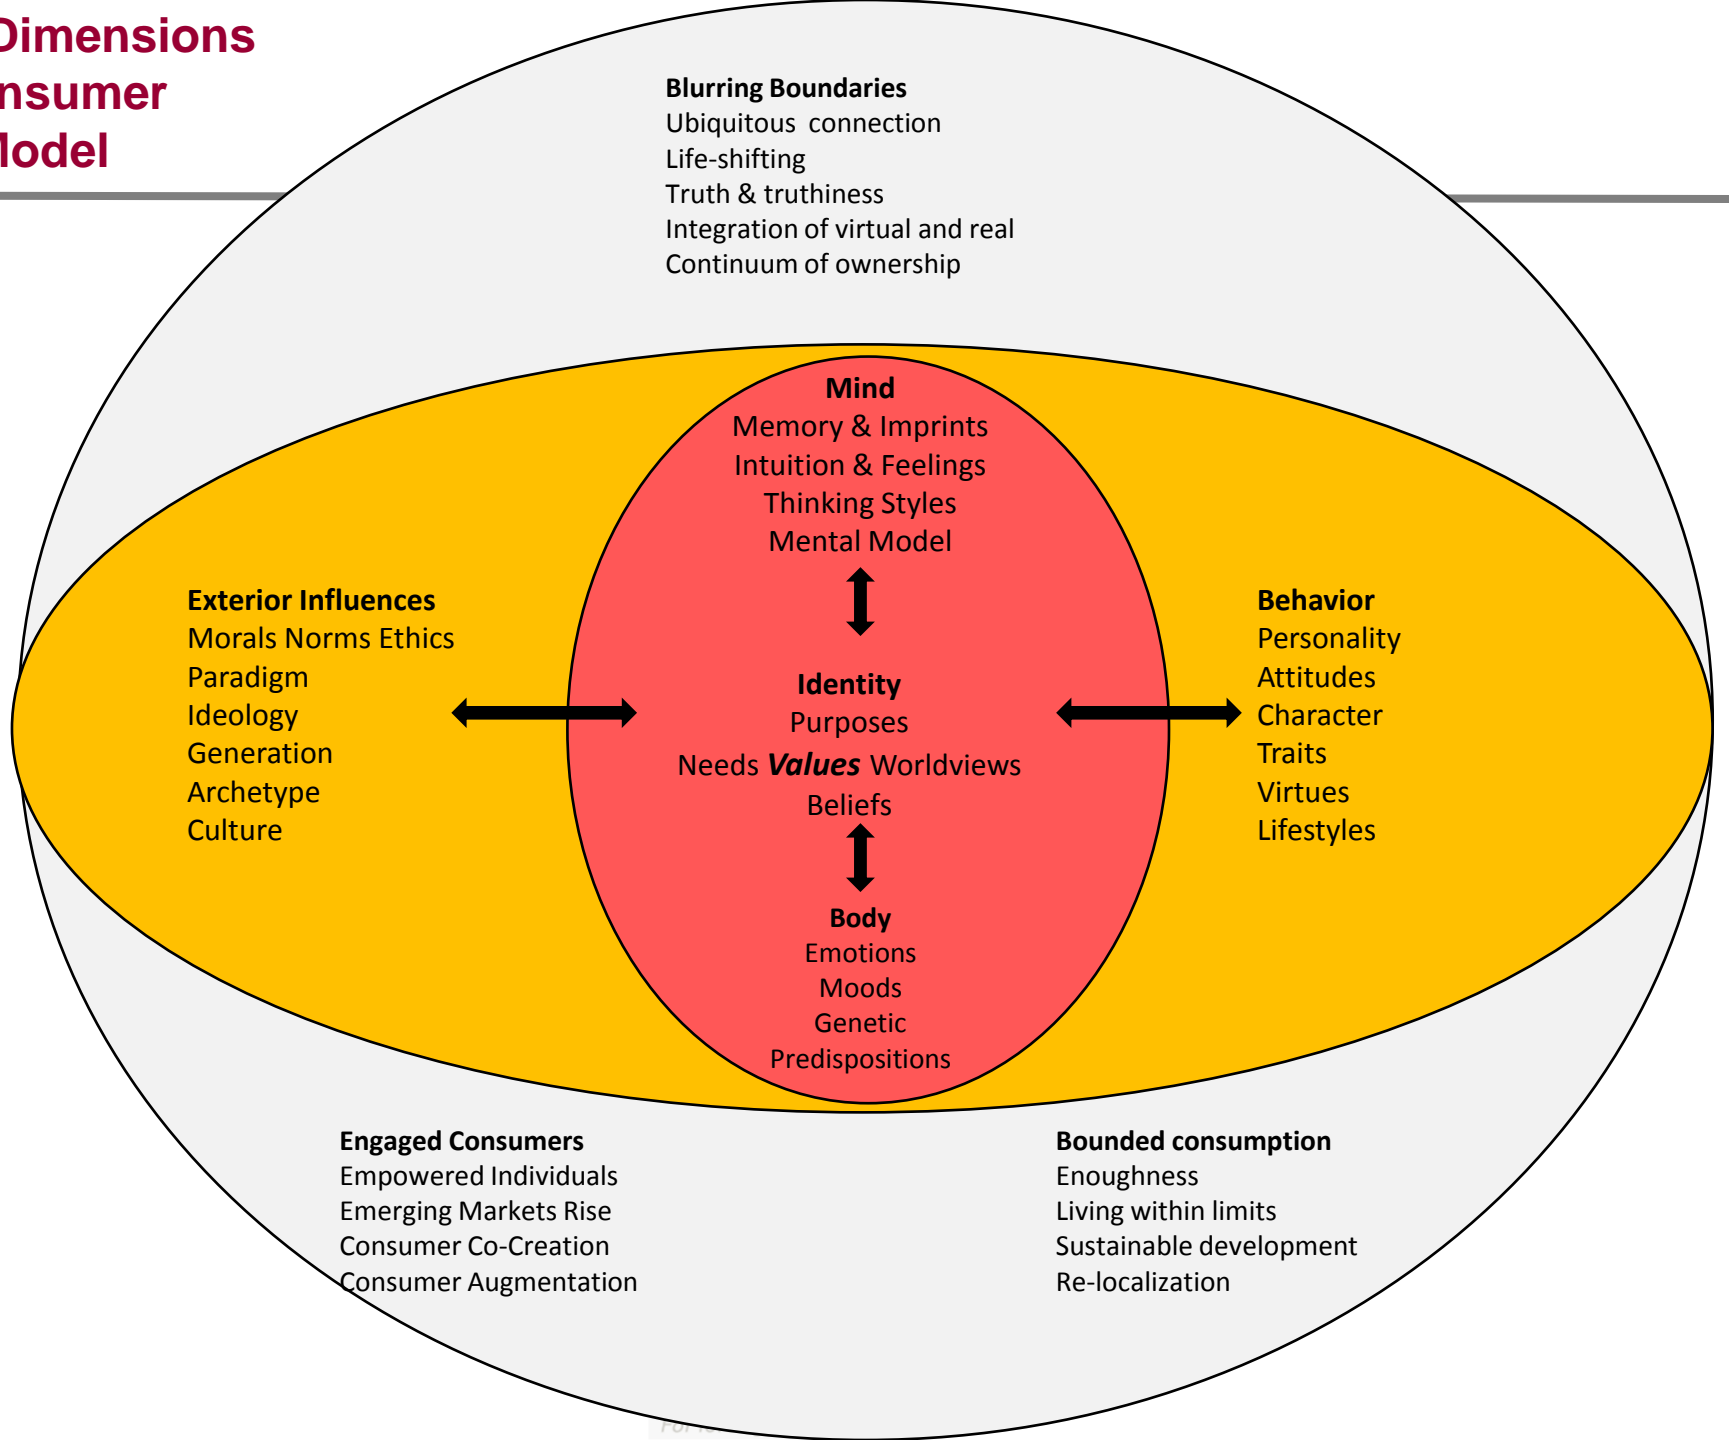 Dimensions
nsumer
Model
Blurring Boundaries
Ubiquitous connection
Life-shifting
Truth & truthiness
Integration of virtual and real
Continuum of ownership
Mind
Memory & Imprints
Intuition & Feelings
Thinking Styles
Mental Model
Exterior Influences
Morals Norms Ethics
Paradigm
Ideology
Generation
Archetype
Culture
Identity
Purposes
Needs Values Worldviews
Beliefs
Behavior
Personality
Attitudes
Character
Traits
Virtues
Lifestyles
Body
Emotions
Moods
Genetic
Predispositions
Engaged Consumers
Empowered Individuals
Emerging Markets Rise
Consumer Co-Creation
Consumer Augmentation
Bounded consumption
Enoughness
Living within limits
Sustainable development
Re-localization